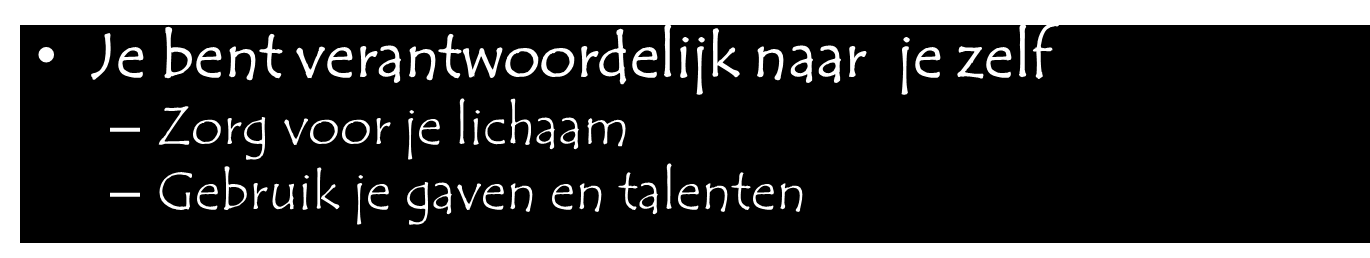 • Je bent verantwoordelijk naar je zelf
– Zorg voor je lichaam
– Gebruik je gaven en talenten